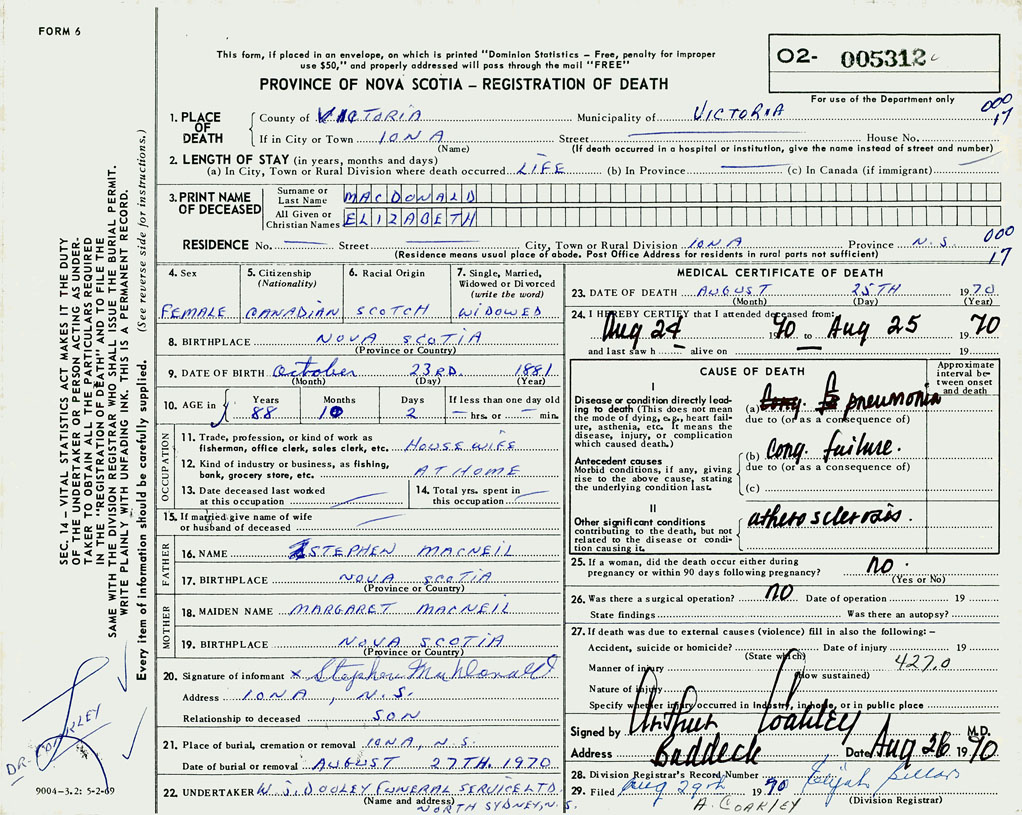 FORM 6
This form, if placed in an envelope, on which is printed "Dominion Statistics – Free, penalty for improper
use $50," and properly addressed will pass through the mail "FREE"
PROVINCE OF NOVA SCOTIA – REGISTRATION OF DEATH
O2- 005312
For use of the Department only
000
17
1. PLACE OF DEATH
County of VICTORIA Municipality of VICTORIA
If in City or Town IONA Street House No.
(Name) (If death occurred in a hospital or institution, give the name instead of street and number)
2. LENGTH OF STAY (in years, months and days)
(a) In City, Town or Rural Division where death occurred LIFE (b) In Province (c) In Canada (if immigrant)
3. PRINT NAME OF DECEASED
Surname or Last Name MACDONALD
All Given or Christian Names ELIZABETH
RESIDENCE No. Street City, Town or Rural Division IONA Province N.S. 000
(Residence means usual place of abode. Post Office Address for residents in rural parts not sufficient) 17
4. Sex
FEMALE
5. Citizenship (Nationality)
CANADIAN
6. Racial Origin
SCOTCH
7. Single, Married, Widowed or Divorced (write the word)
WIDOWED
8. BIRTHPLACE NOVA SCOTIA
(Province or Country)
9. DATE OF BIRTH October 23RD. 1881
(Month) (Day) (Year)
10. AGE in Years Months Days If less than one day old
88 10 2 – hrs. or – min.
OCCUPATION
11. Trade, profession, or kind of work as
fisherman, office clerk, sales clerk, etc. HOUSEWIFE
12. Kind of industry or business, as fishing,
bank, grocery store, etc. AT HOME
13. Date deceased last worked
at this occupation
14. Total yrs. spent in
this occupation
15. If married give name of wife
or husband of deceased
FATHER
16. NAME STEPHEN MACNEIL
17. BIRTHPLACE NOVA SCOTIA
(Province or Country)
MOTHER
18. MAIDEN NAME MARGARET MACNEIL
19. BIRTHPLACE NOVA SCOTIA
(Province or Country)
20. Signature of informant x Stephen MacDonald
Address IONA, N.S.
Relationship to deceased SON
21. Place of burial, cremation or removal IONA, N.S.
Date of burial or removal AUGUST 27TH. 1970
22. UNDERTAKER W. J. DOOLEY FUNERAL SERVICE LTD.
(Name and address) NORTH SYDNEY, N.S.
MEDICAL CERTIFICATE OF DEATH
23. DATE OF DEATH AUGUST 25TH 1970
(Month) (Day) (Year)
24. I HEREBY CERTIFY that I attended deceased from:
Aug 24 1970 to Aug 25 1970
and last saw h alive on 19
CAUSE OF DEATH
Approximate interval between onset and death
I
Disease or condition directly leading to death (This does not mean the mode of dying, e.g., heart failure, asthenia, etc. It means the disease, injury, or complication which caused death.)
(a) pneumonia
due to (or as a consequence of)
Antecedent causes
Morbid conditions, if any, giving rise to the above cause, stating the underlying condition last.
(b) Cong. failure.
due to (or as a consequence of)
(c)
II
Other significant conditions contributing to the death, but not related to the disease or condition causing it.
atherosclerosis.
25. If a woman, did the death occur either during
pregnancy or within 90 days following pregnancy? no.
(Yes or No)
26. Was there a surgical operation? no Date of operation 19
State findings Was there an autopsy?
27. If death was due to external causes (violence) fill in also the following: –
Accident, suicide or homicide? Date of injury 19
(State which)
Manner of injury 427.0
(How sustained)
Nature of injury
Specify whether injury occurred in Industry, in home, or in public place
Signed by Arthur Coakley M.D.
Address Baddeck Date Aug 26 1970
28. Division Registrar's Record Number
29. Filed Aug 29th 1970 Elijah Sellars
A. COAKLEY (Division Registrar)
SEC. 14 – VITAL STATISTICS ACT MAKES IT THE DUTY
OF THE UNDERTAKER OR PERSON ACTING AS UNDER-
TAKER TO OBTAIN ALL THE PARTICULARS REQUIRED
IN THE "REGISTRATION OF DEATH" AND TO FILE THE
SAME WITH THE DIVISION REGISTRAR WHO SHALL ISSUE THE BURIAL PERMIT.
WRITE PLAINLY WITH UNFADING INK. THIS IS A PERMANENT RECORD.
Every item of information should be carefully supplied. (See reverse side for instructions.)
DR. COAKLEY
9004-3.2: 5-2-69